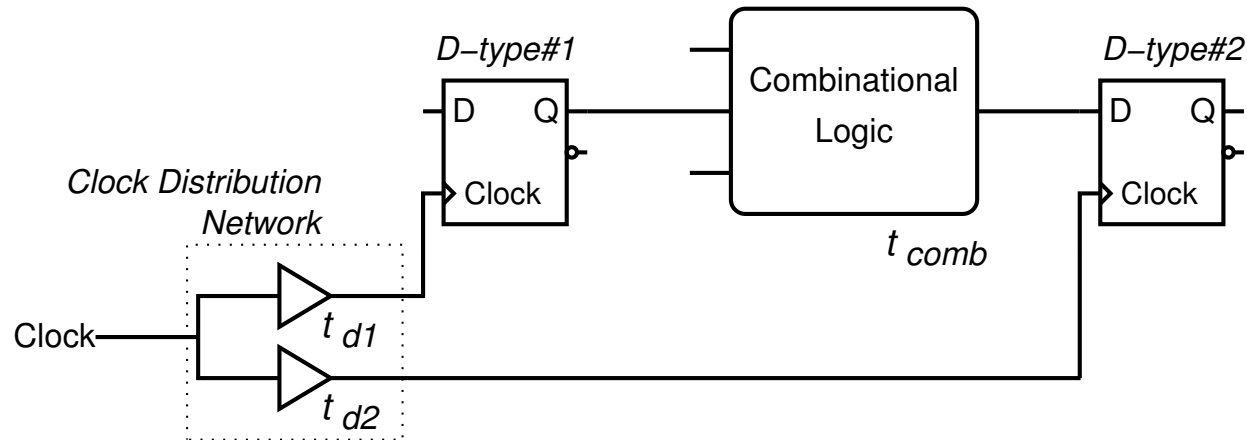 D–type#1
D–type#2
D Q
Clock
Combinational
Logic
D Q
Clock
t comb
Clock Distribution
Network
Clock
t d1
t d2